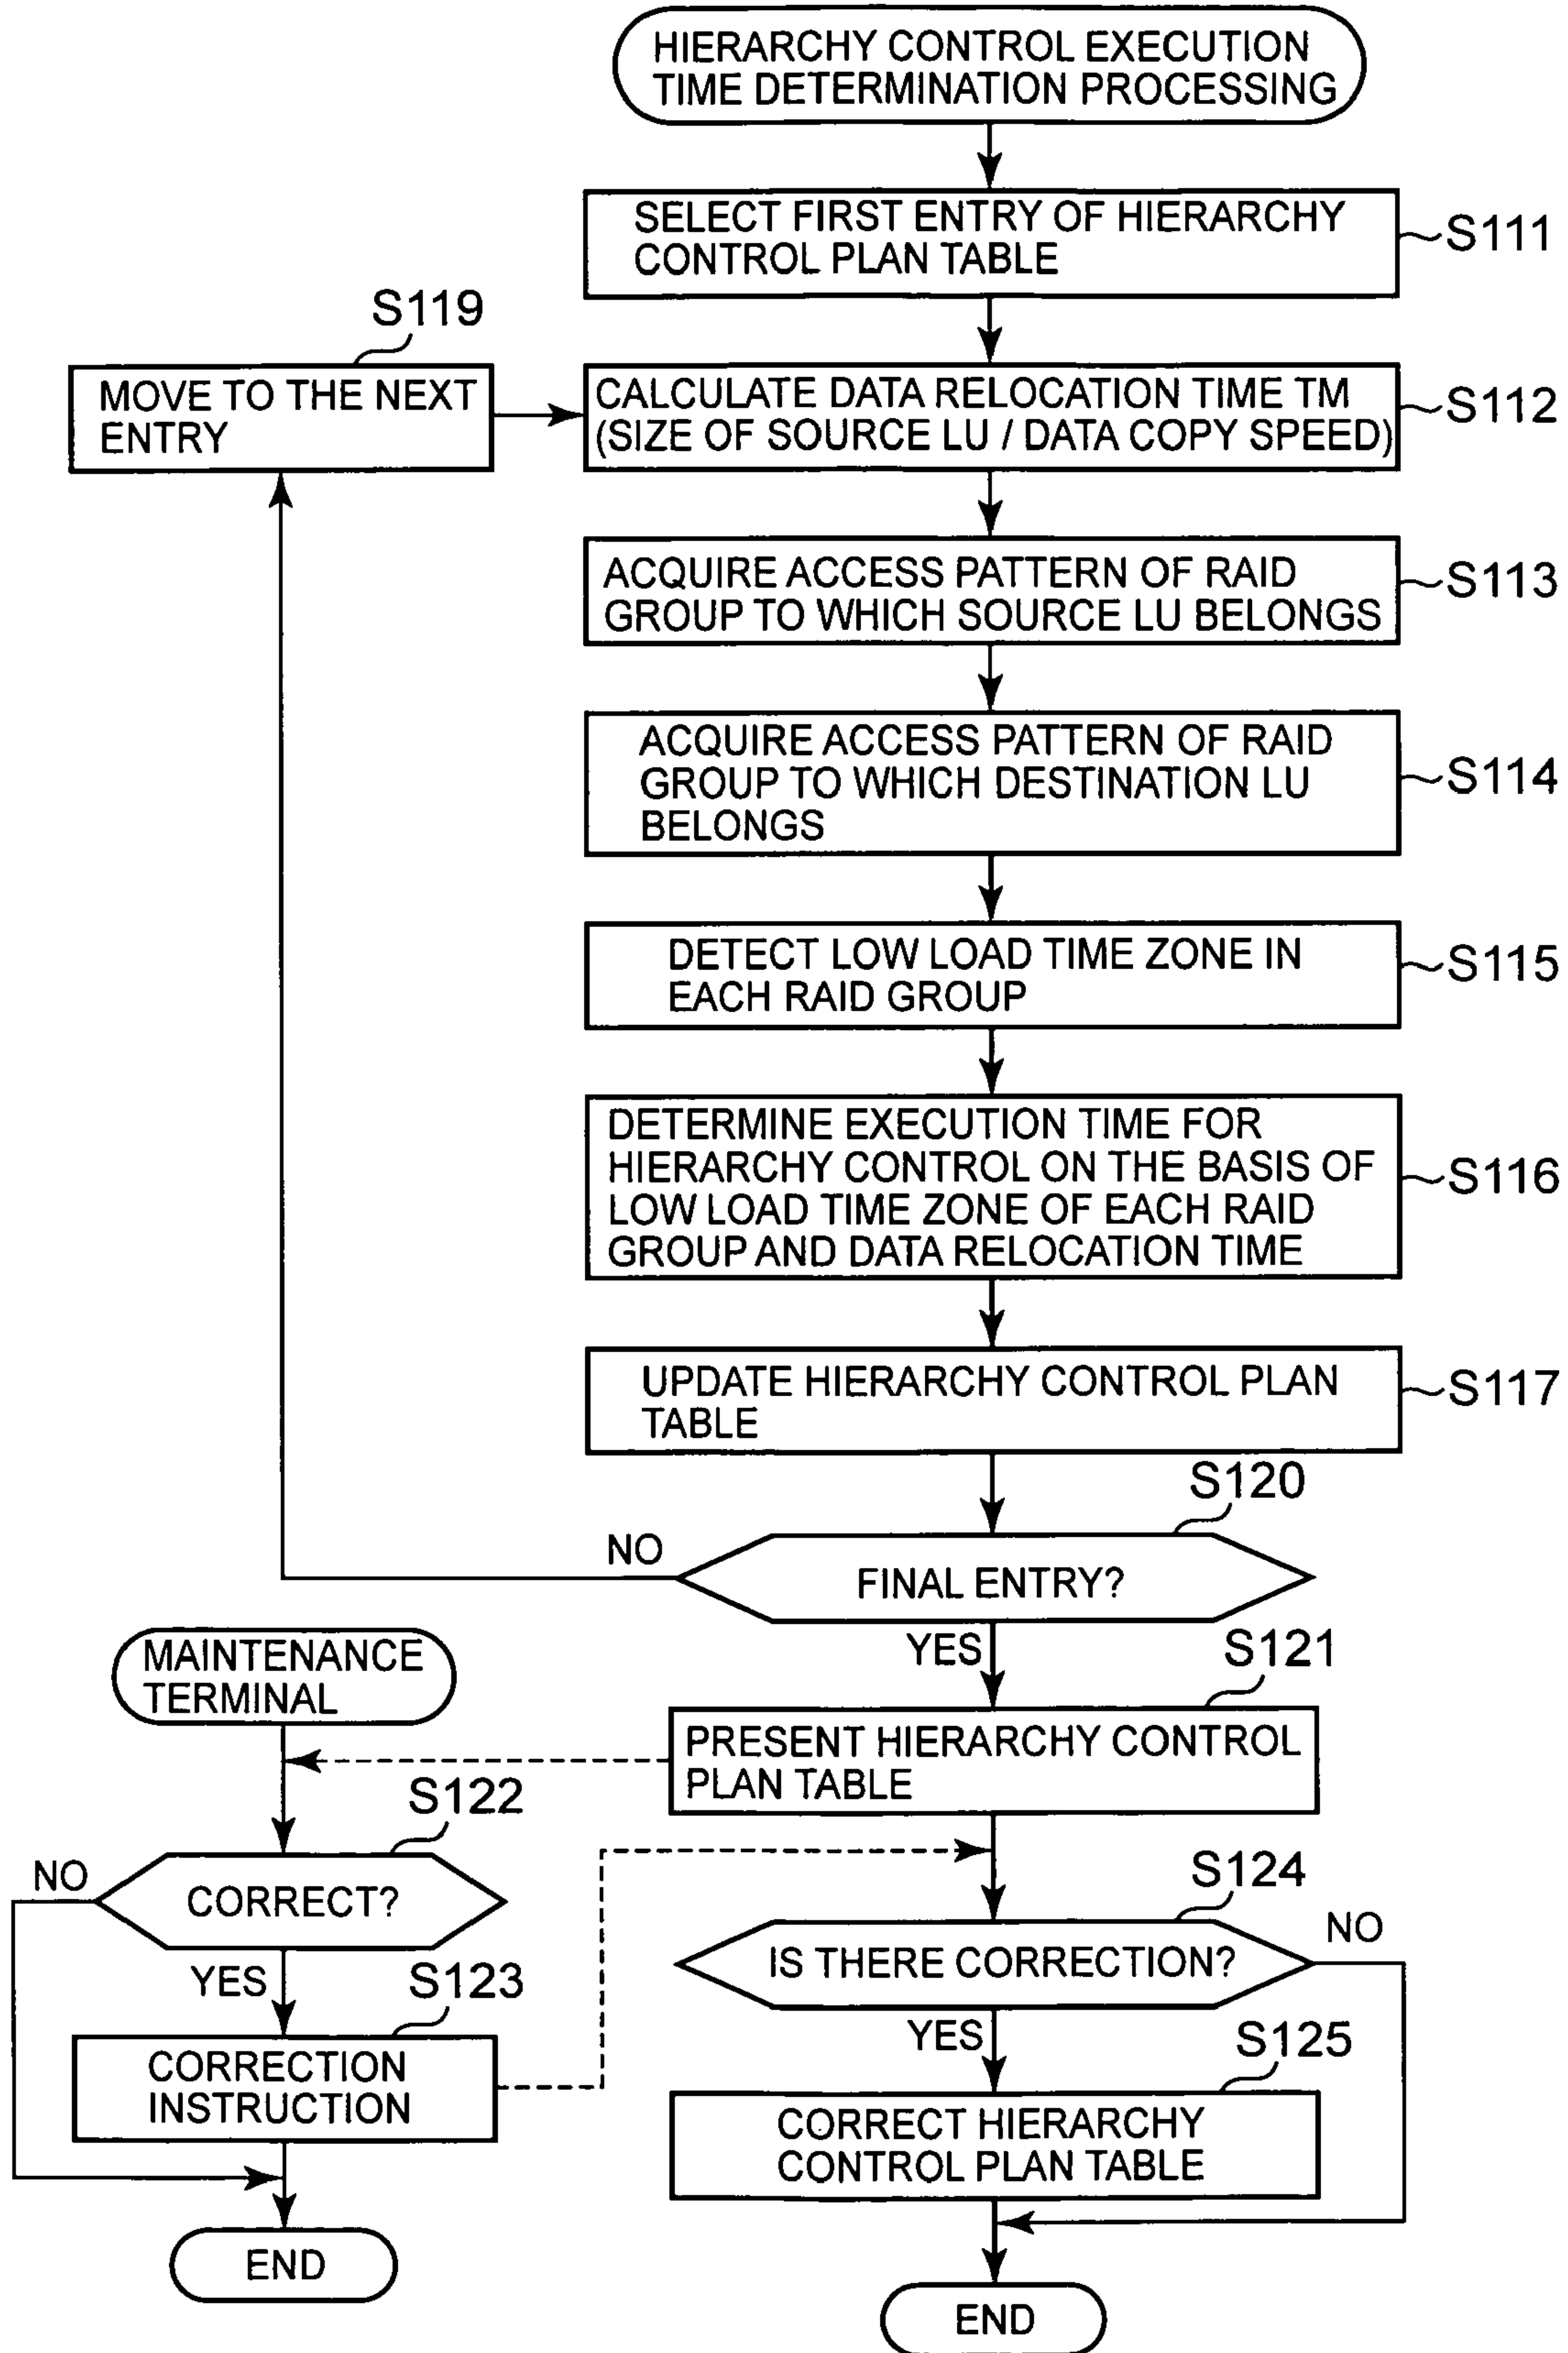 HIERARCHY CONTROL EXECUTION
TIME DETERMINATION PROCESSING
SELECT FIRST ENTRY OF HIERARCHY
CONTROL PLAN TABLE
S111
S119
MOVE TO THE NEXT
ENTRY
CALCULATE DATA RELOCATION TIME TM
(SIZE OF SOURCE LU / DATA COPY SPEED)
S112
ACQUIRE ACCESS PATTERN OF RAID
GROUP TO WHICH SOURCE LU BELONGS
S113
ACQUIRE ACCESS PATTERN OF RAID
GROUP TO WHICH DESTINATION LU
BELONGS
S114
DETECT LOW LOAD TIME ZONE IN
EACH RAID GROUP
S115
DETERMINE EXECUTION TIME FOR
HIERARCHY CONTROL ON THE BASIS OF
LOW LOAD TIME ZONE OF EACH RAID
GROUP AND DATA RELOCATION TIME
S116
UPDATE HIERARCHY CONTROL PLAN
TABLE
S117
S120
NO
FINAL ENTRY?
YES
S121
MAINTENANCE
TERMINAL
PRESENT HIERARCHY CONTROL
PLAN TABLE
S122
NO
CORRECT?
YES
S123
CORRECTION
INSTRUCTION
END
S124
NO
IS THERE CORRECTION?
YES
S125
CORRECT HIERARCHY
CONTROL PLAN TABLE
END